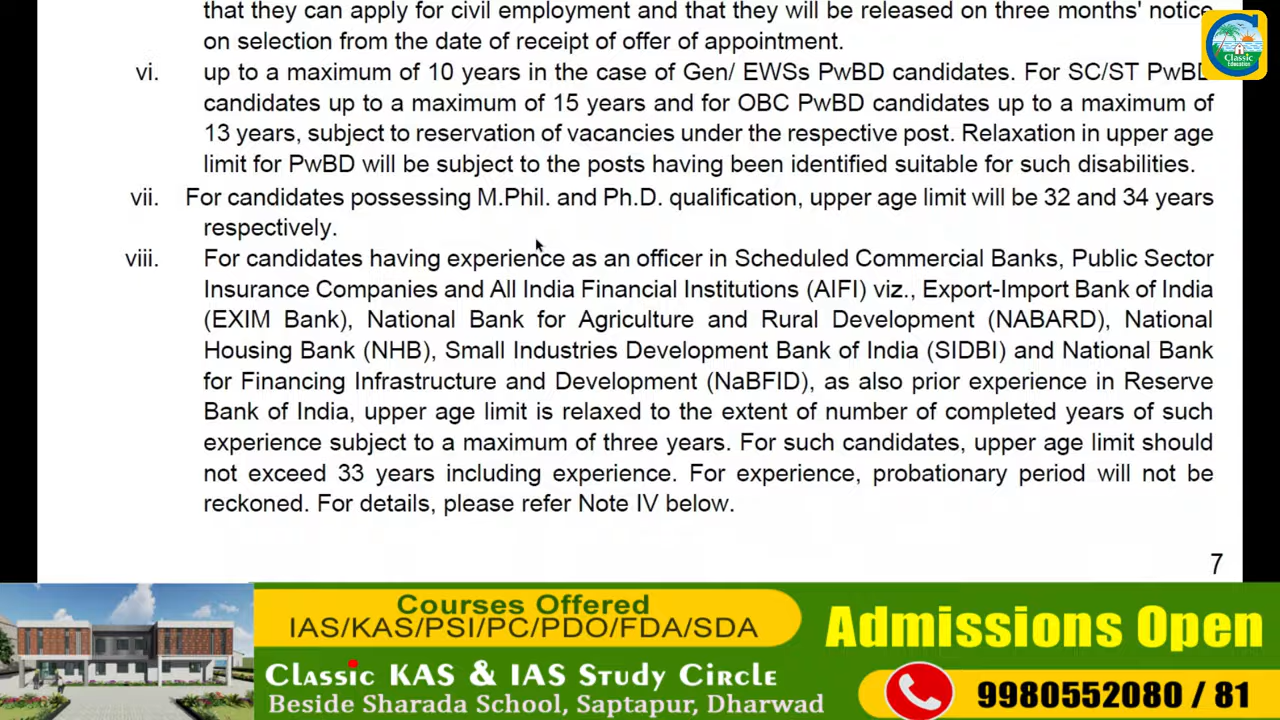 that they can apply for civil employment and that they will be released on three months' notice
on selection from the date of receipt of offer of appointment.
vi. up to a maximum of 10 years in the case of Gen/ EWSs PwBD candidates. For SC/ST PwBD
candidates up to a maximum of 15 years and for OBC PwBD candidates up to a maximum of
13 years, subject to reservation of vacancies under the respective post. Relaxation in upper age
limit for PwBD will be subject to the posts having been identified suitable for such disabilities.
vii. For candidates possessing M.Phil. and Ph.D. qualification, upper age limit will be 32 and 34 years
respectively.
viii. For candidates having experience as an officer in Scheduled Commercial Banks, Public Sector
Insurance Companies and All India Financial Institutions (AIFI) viz., Export-Import Bank of India
(EXIM Bank), National Bank for Agriculture and Rural Development (NABARD), National
Housing Bank (NHB), Small Industries Development Bank of India (SIDBI) and National Bank
for Financing Infrastructure and Development (NaBFID), as also prior experience in Reserve
Bank of India, upper age limit is relaxed to the extent of number of completed years of such
experience subject to a maximum of three years. For such candidates, upper age limit should
not exceed 33 years including experience. For experience, probationary period will not be
reckoned. For details, please refer Note IV below.
7
Classic
Education
Courses Offered
IAS/KAS/PSI/PC/PDO/FDA/SDA
Classic KAS & IAS Study Circle
Beside Sharada School, Saptapur, Dharwad
Admissions Open
9980552080 / 81